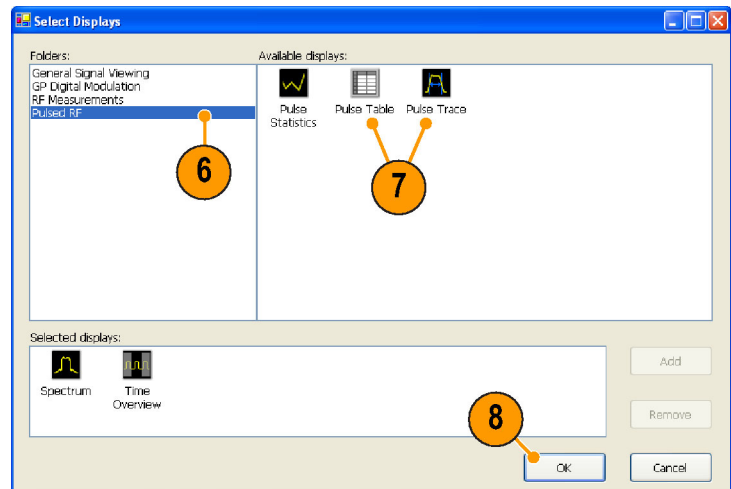 Select Displays
Folders:
Available displays:
General Signal Viewing
GP Digital Modulation
RF Measurements
Pulsed RF
Pulse
Statistics
Pulse Table
Pulse Trace
6
7
Selected displays:
Spectrum
Time
Overview
Add
Remove
8
OK
Cancel